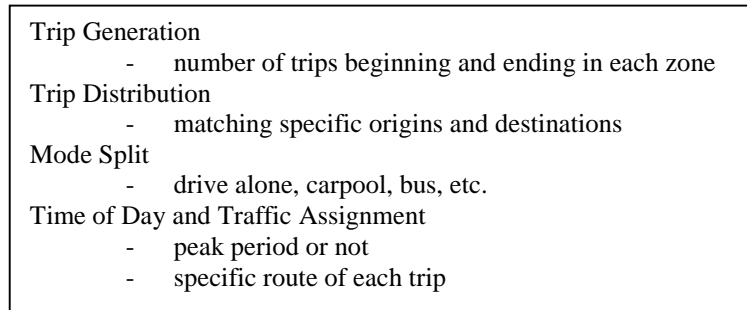 Trip Generation
- number of trips beginning and ending in each zone
Trip Distribution
- matching specific origins and destinations
Mode Split
- drive alone, carpool, bus, etc.
Time of Day and Traffic Assignment
- peak period or not
- specific route of each trip